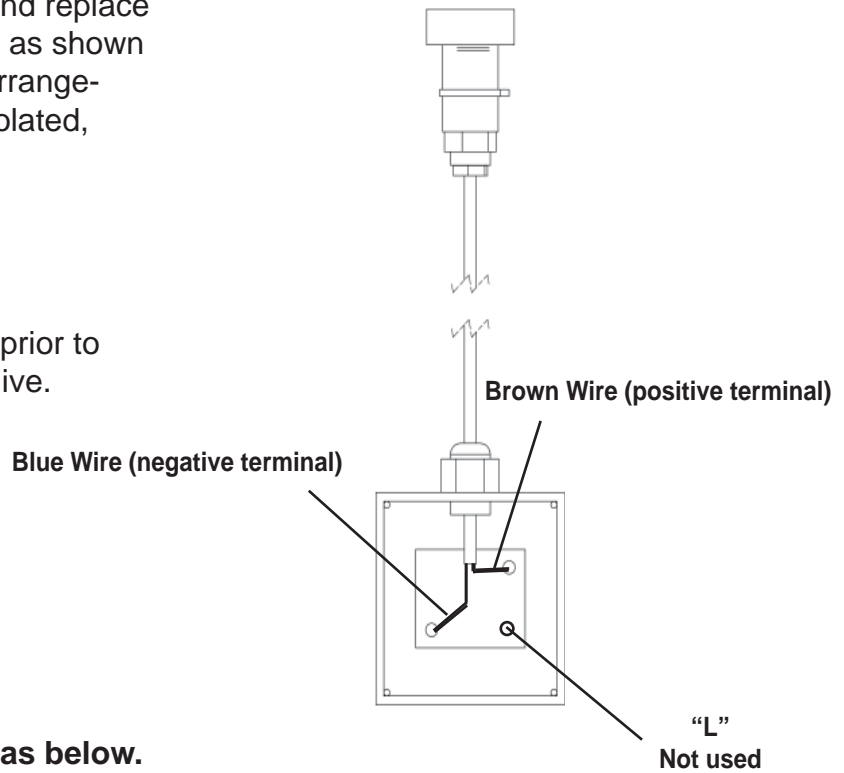 nd replace
as shown
rrange-
plated,
prior to
ive.
Brown Wire (positive terminal)
Blue Wire (negative terminal)
“L”
Not used
as below.